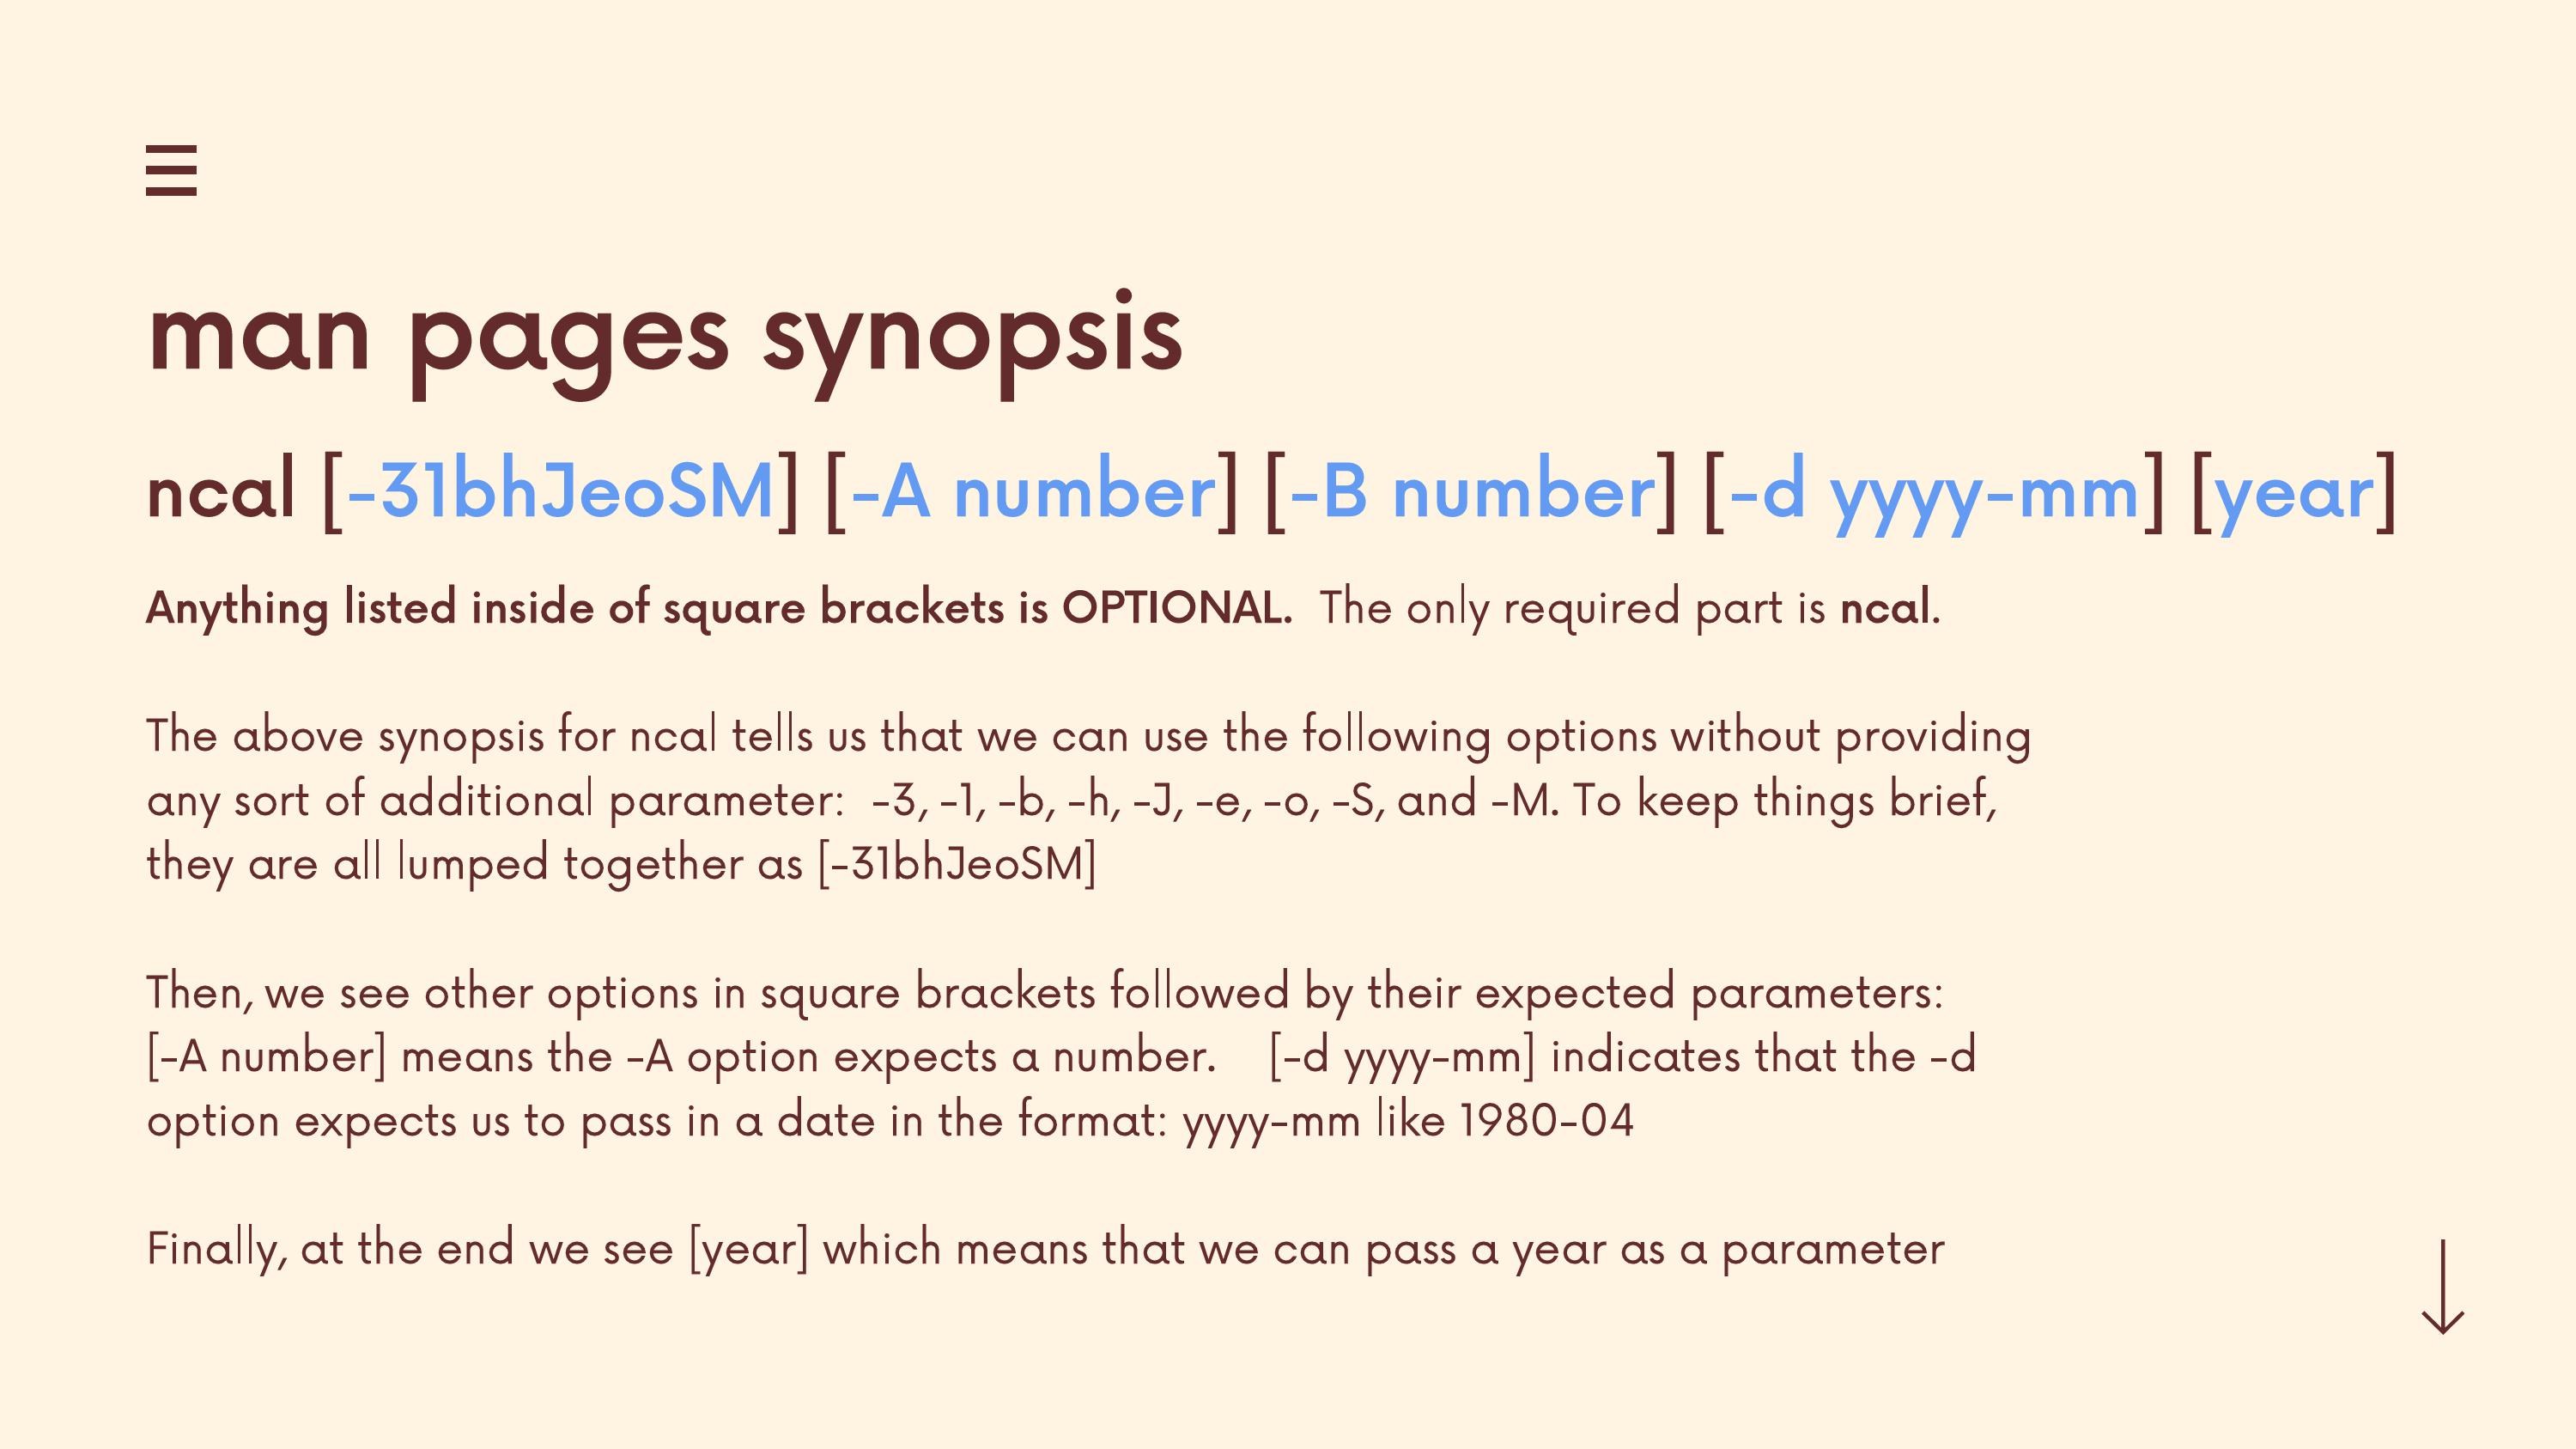 man pages synopsis
ncal [-31bhJeoSM] [-A number] [-B number] [-d yyyy-mm] [year]
Anything listed inside of square brackets is OPTIONAL.  The only required part is ncal.
The above synopsis for ncal tells us that we can use the following options without providing
any sort of additional parameter:  -3, -1, -b, -h, -J, -e, -o, -S, and -M. To keep things brief,
they are all lumped together as [-31bhJeoSM]
Then, we see other options in square brackets followed by their expected parameters:
[-A number] means the -A option expects a number.    [-d yyyy-mm] indicates that the -d
option expects us to pass in a date in the format: yyyy-mm like 1980-04
Finally, at the end we see [year] which means that we can pass a year as a parameter